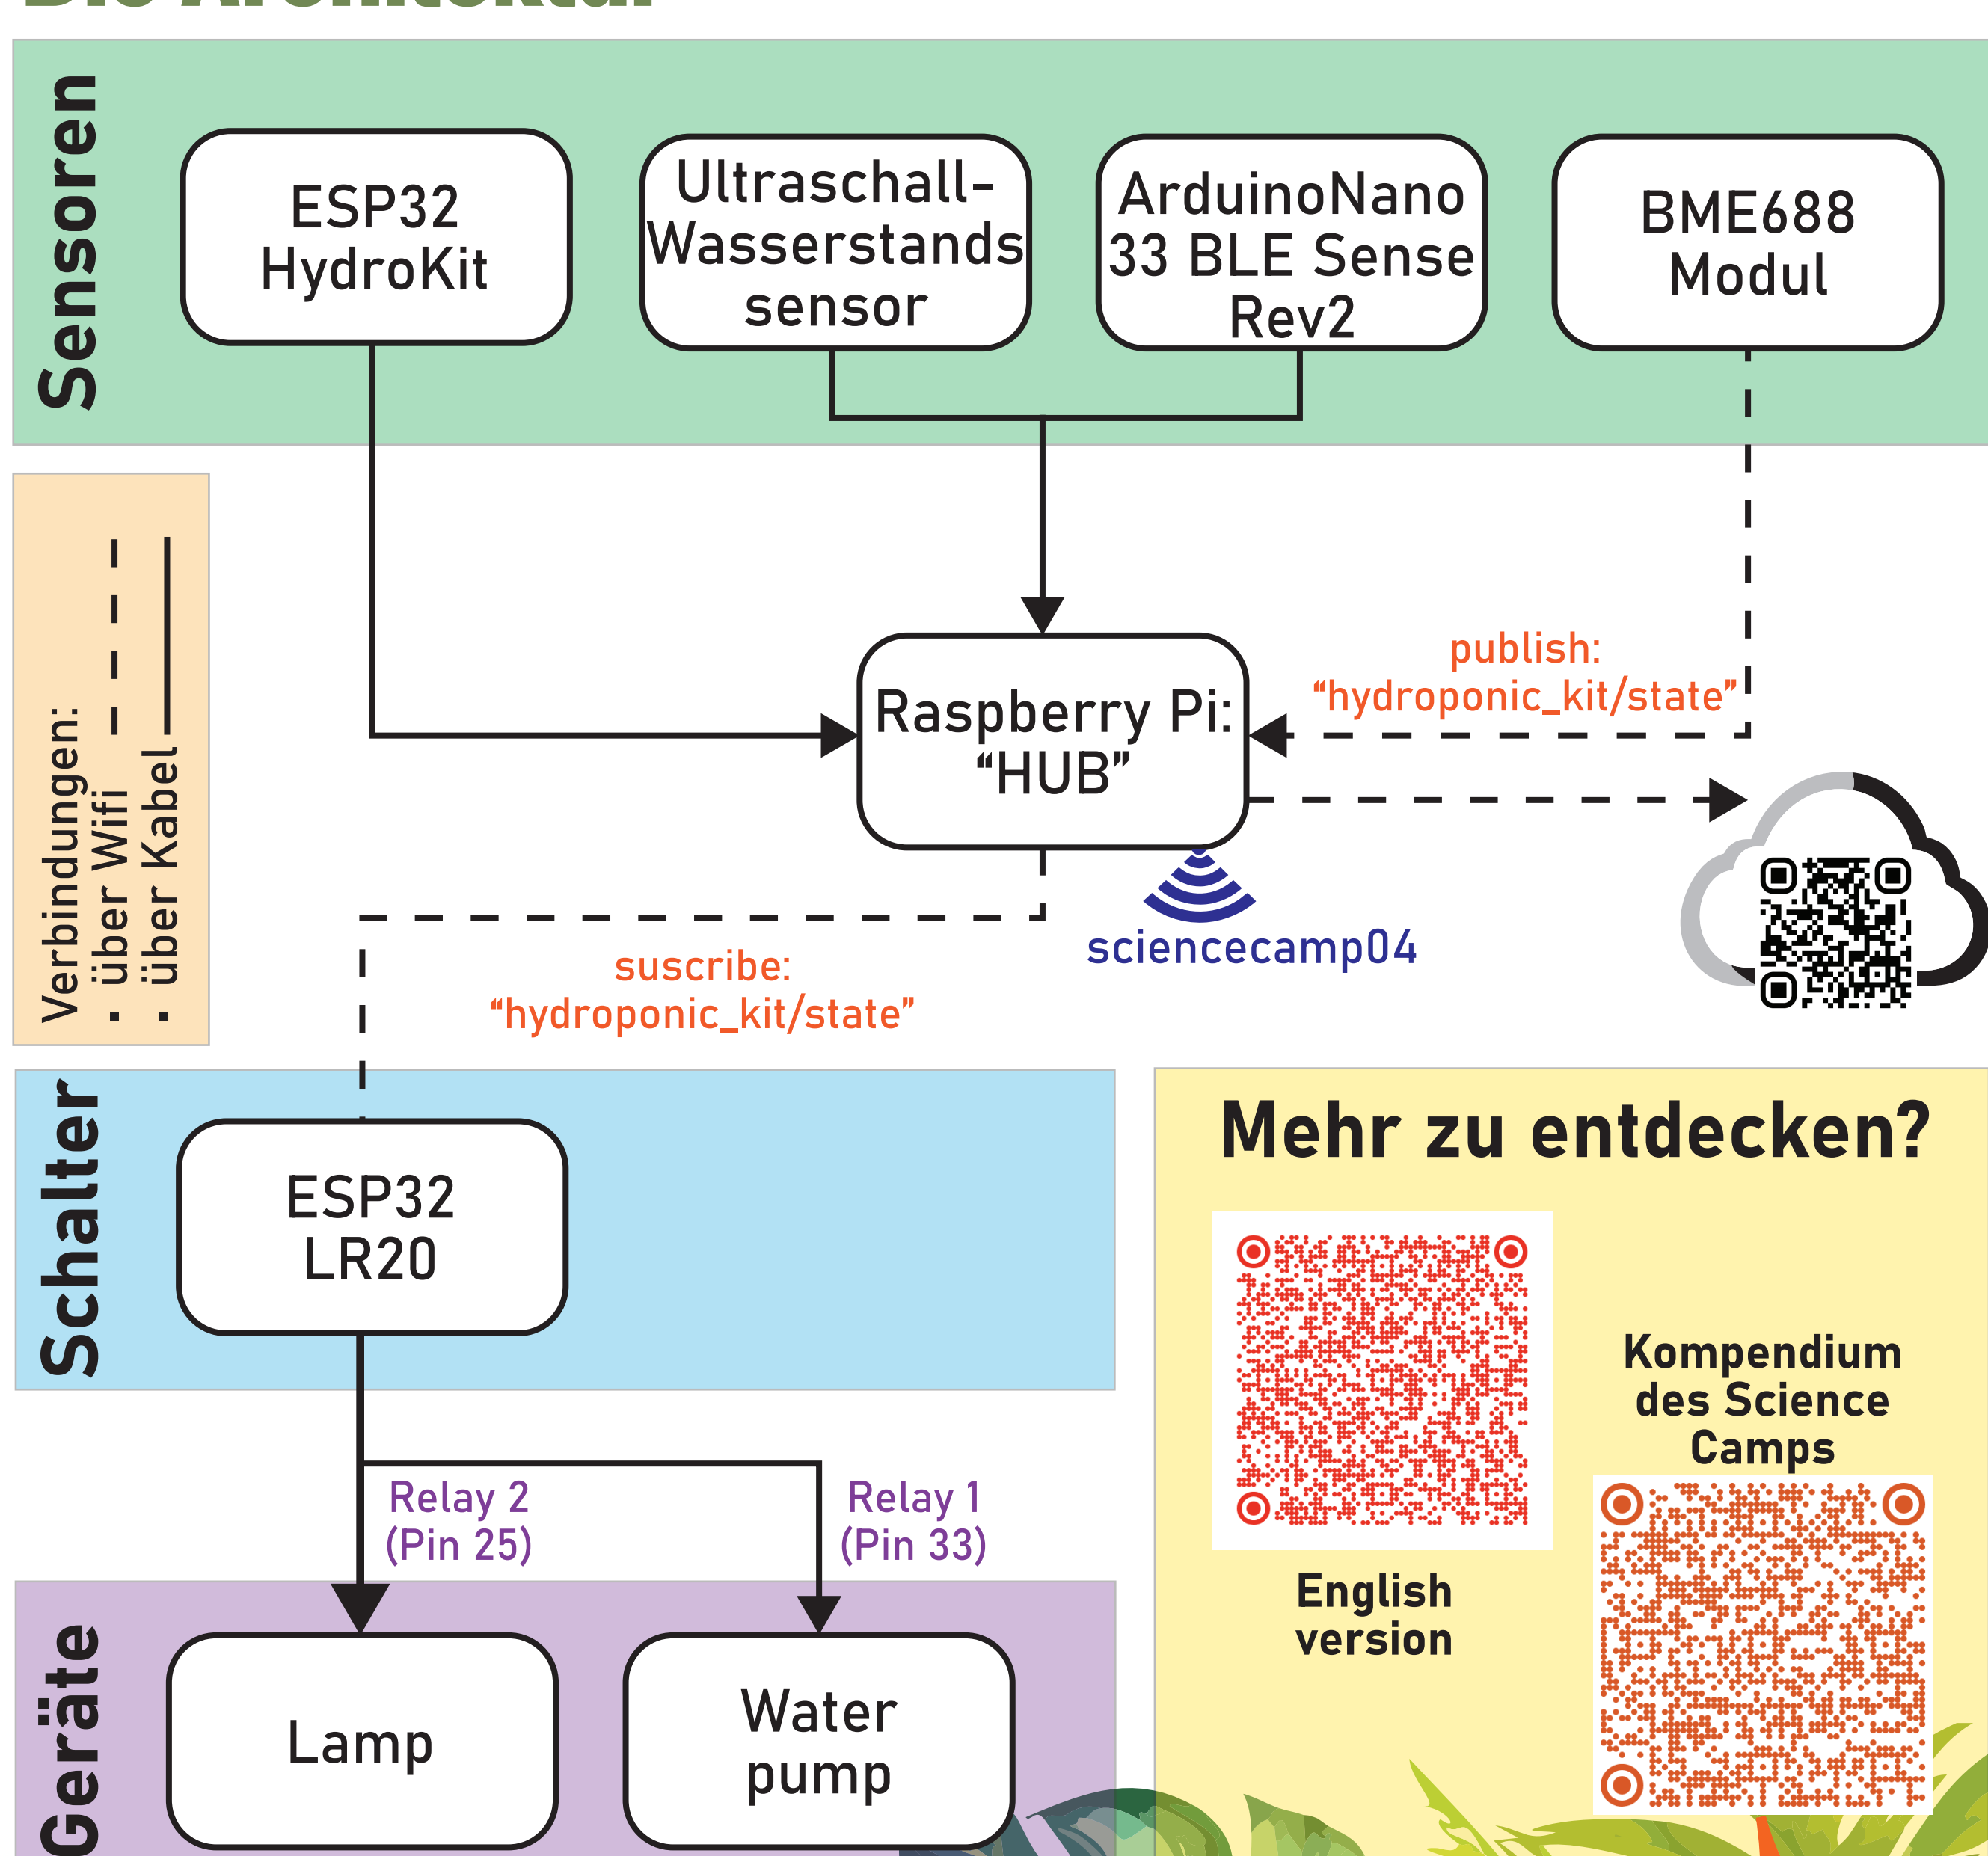 Die Architektur
Sensoren
ESP32
HydroKit
Ultraschall-
Wasserstands
sensor
ArduinoNano
33 BLE Sense
Rev2
BME688
Modul
Verbindungen:
· über Wifi
· über Kabel
publish:
“hydroponic_kit/state”
Raspberry Pi:
“HUB”
sciencecamp04
suscribe:
“hydroponic_kit/state”
Schalter
ESP32
LR20
Relay 2
(Pin 25)
Relay 1
(Pin 33)
Geräte
Lamp
Water
pump
Mehr zu entdecken?
English
version
Kompendium
des Science
Camps